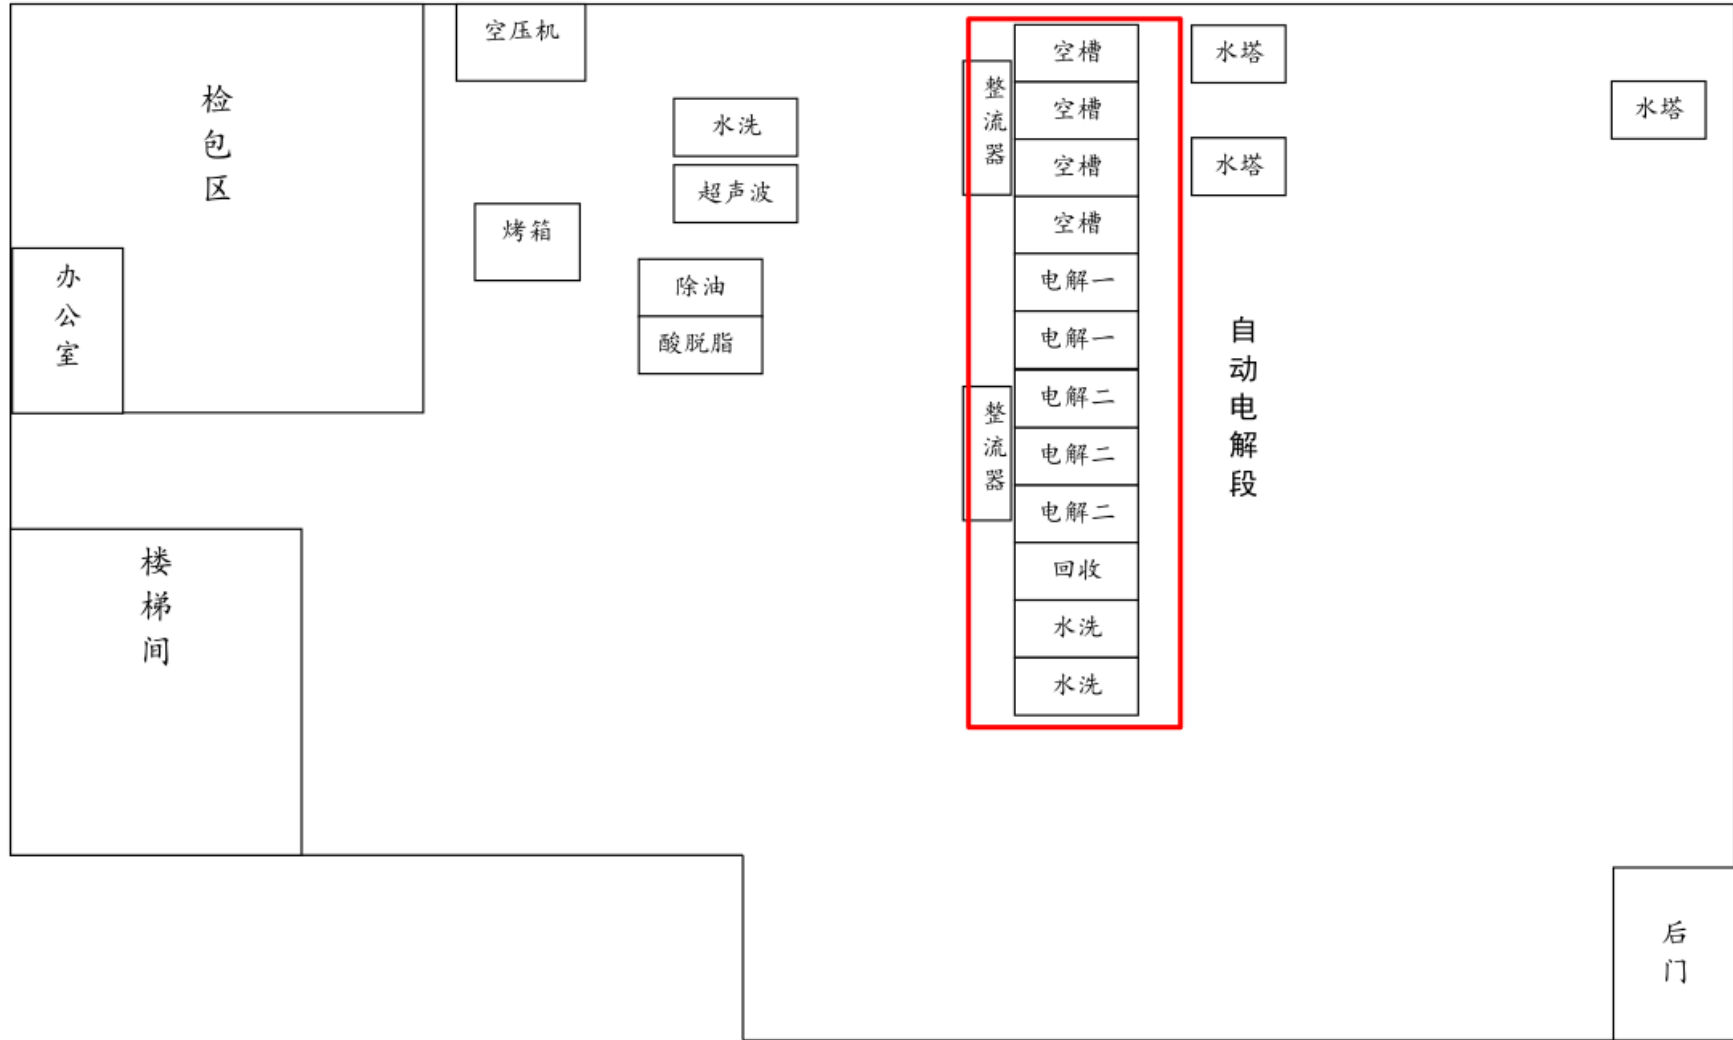 空压机
检包区
办公室
楼梯间
烤箱
水洗
超声波
除油
酸脱脂
整流器
整流器
空槽
空槽
空槽
空槽
电解一
电解一
电解二
电解二
电解二
回收
水洗
水洗
水塔
水塔
自动电解段
水塔
后门